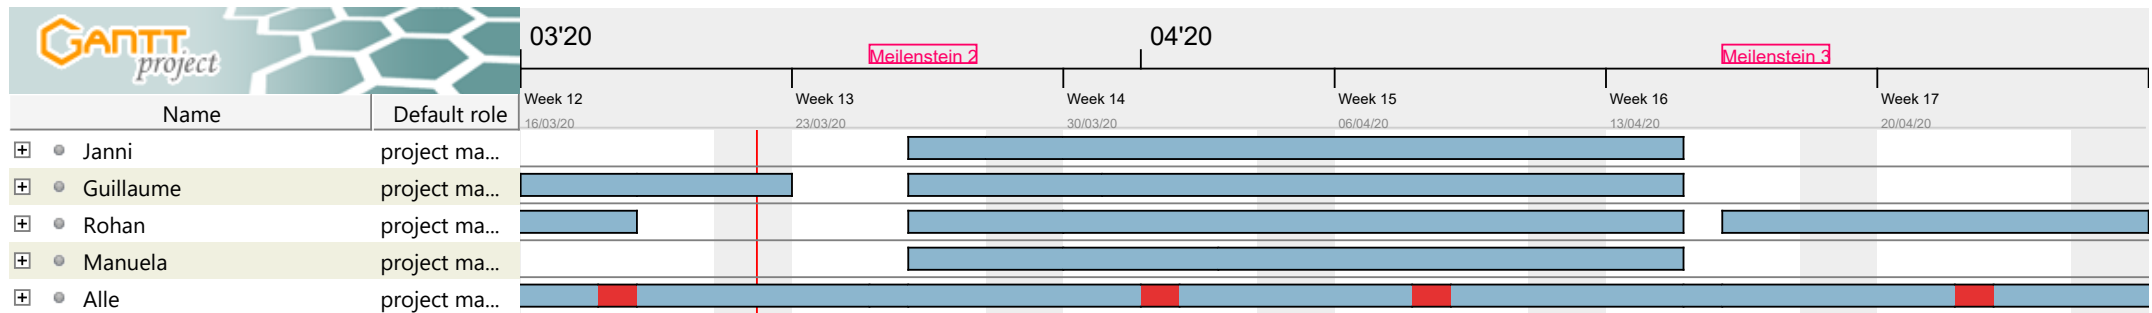 GANTT
project
03'20
04'20
Meilenstein 2
Meilenstein 3
Name
Default role
Week 12
Week 13
Week 14
Week 15
Week 16
Week 17
16/03/20
23/03/20
30/03/20
06/04/20
13/04/20
20/04/20
Janni
project ma...
Guillaume
project ma...
Rohan
project ma...
Manuela
project ma...
Alle
project ma...